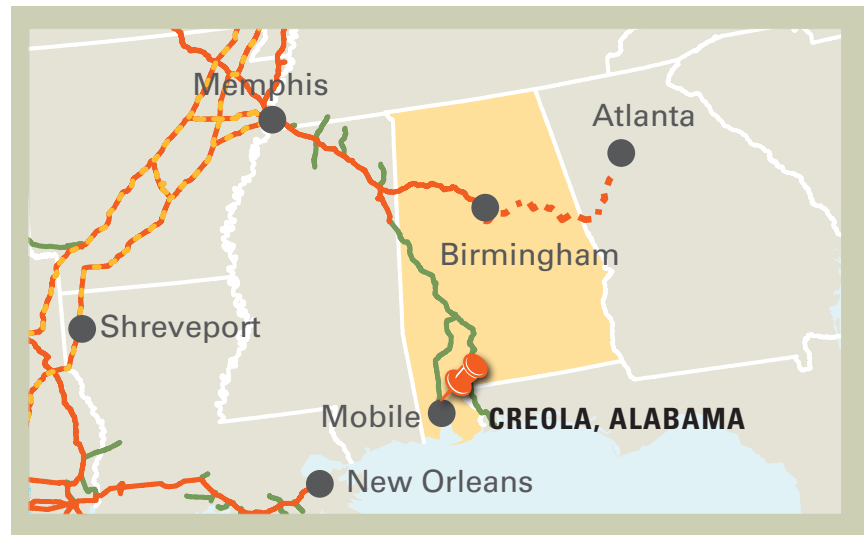 Memphis
Atlanta
Birmingham
Shreveport
Mobile
CREOLA, ALABAMA
New Orleans